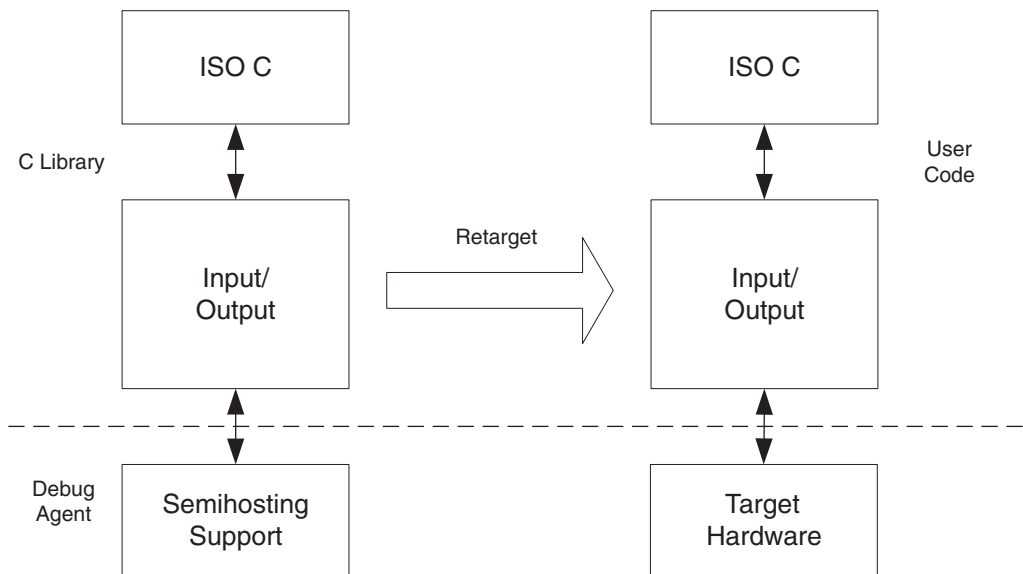 ISO C
ISO C
C Library
User
Code
Retarget
Input/
Output
Input/
Output
Debug
Agent
Semihosting
Support
Target
Hardware